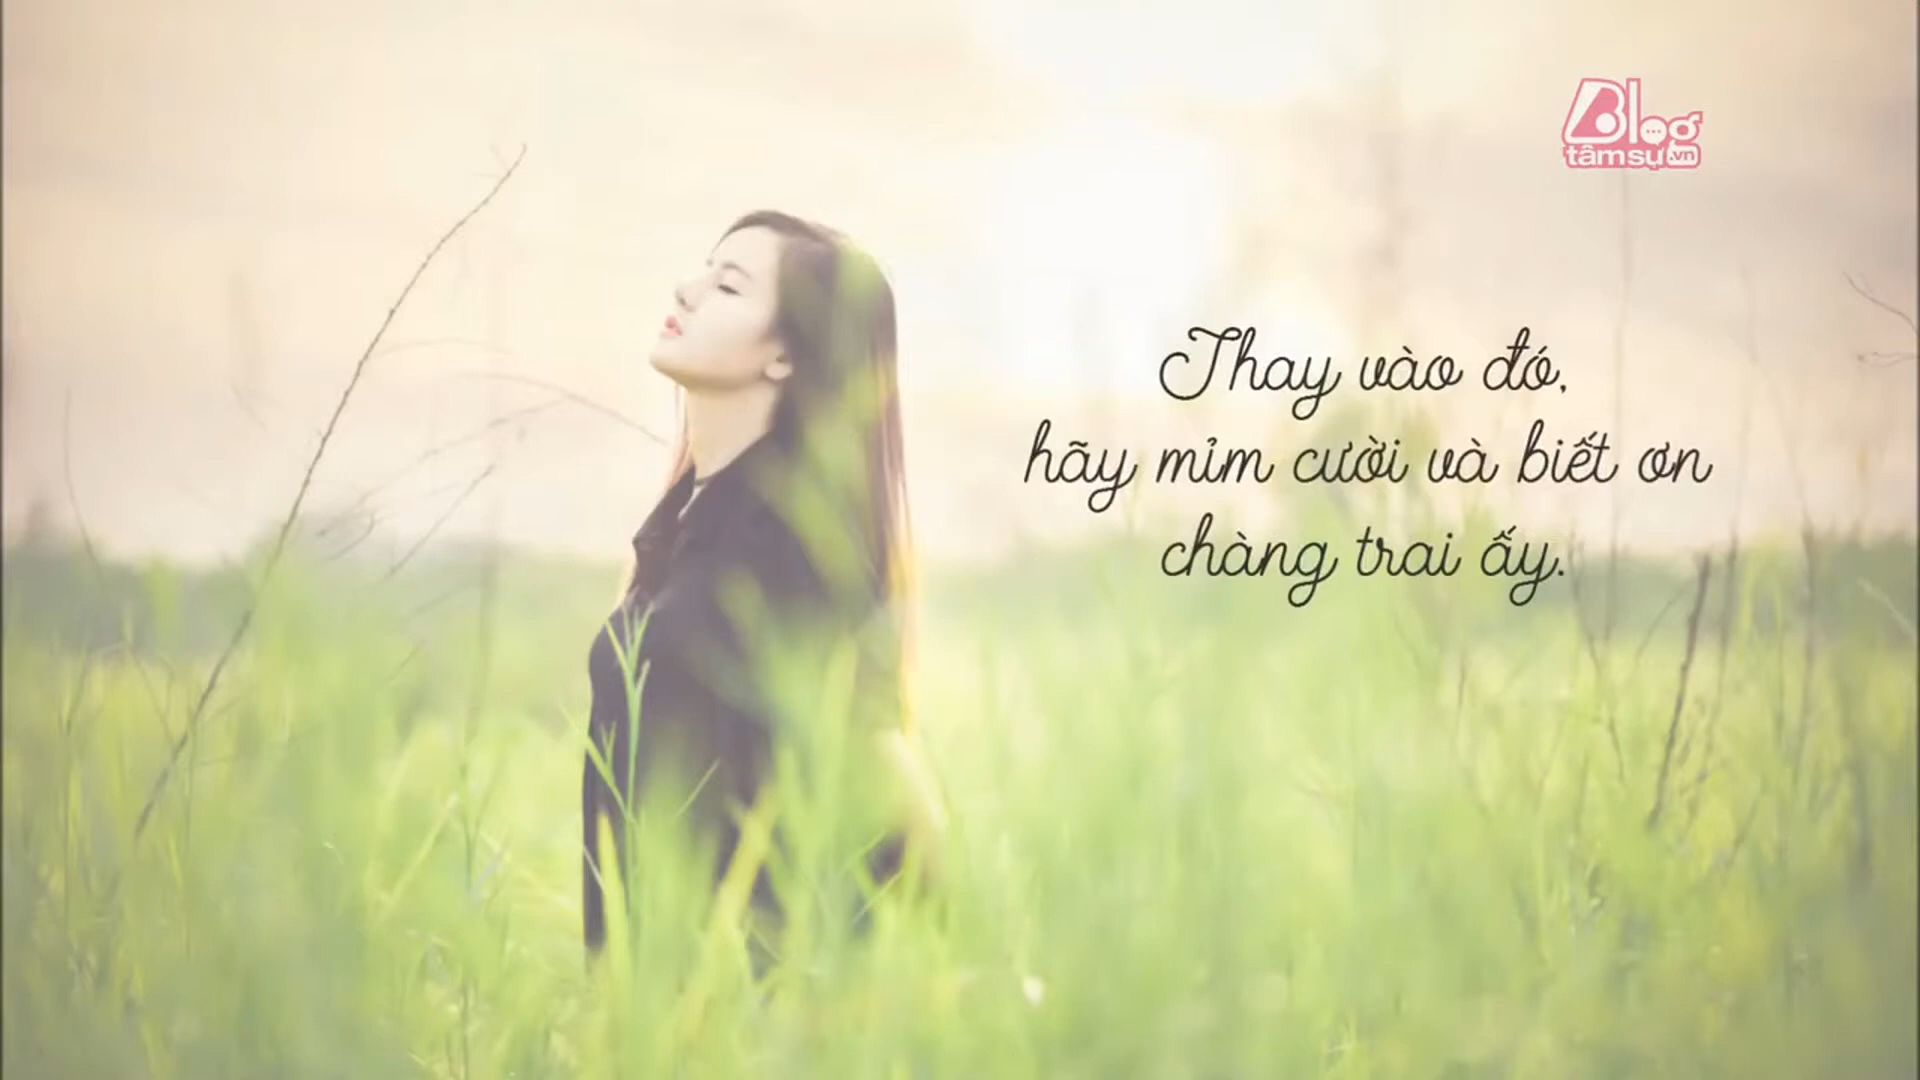 Blog
tâmsự.vn
Thay vào đó,
hãy mỉm cười và biết ơn
chàng trai ấy.